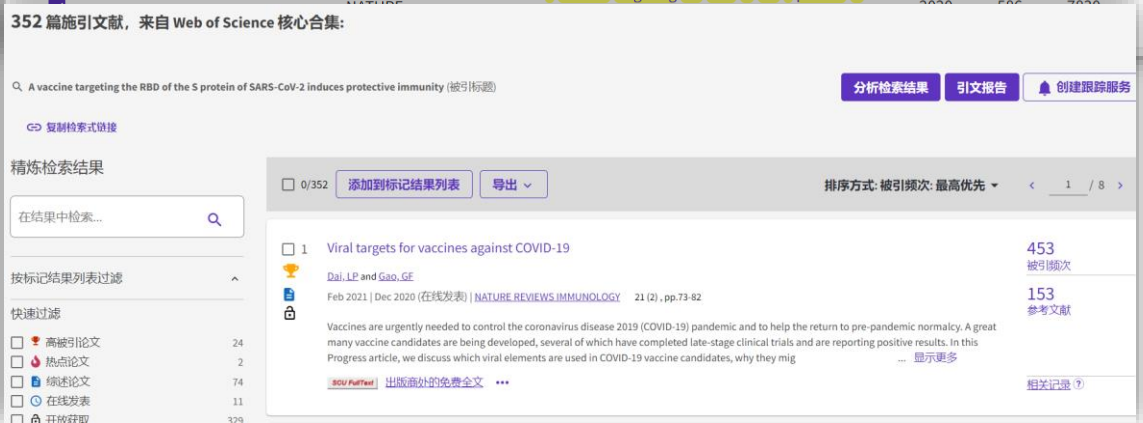 NATURE
2020 586 7830
352 篇施引文献，来自 Web of Science 核心合集:
A vaccine targeting the RBD of the S protein of SARS-CoV-2 induces protective immunity (被引标题)
分析检索结果 引文报告 创建跟踪服务
复制检索式链接
精炼检索结果
0/352 添加到标记结果列表 导出 排序方式: 被引频次: 最高优先 1 / 8
在结果中检索...
1 Viral targets for vaccines against COVID-19 453
被引频次
Dai, LP and Gao, GF
按标记结果列表过滤
Feb 2021 | Dec 2020 (在线发表) | NATURE REVIEWS IMMUNOLOGY 21 (2) , pp.73-82 153
参考文献
快速过滤
Vaccines are urgently needed to control the coronavirus disease 2019 (COVID-19) pandemic and to help the return to pre-pandemic normalcy. A great
many vaccine candidates are being developed, several of which have completed late-stage clinical trials and are reporting positive results. In this
Progress article, we discuss which viral elements are used in COVID-19 vaccine candidates, why they mig ... 显示更多
高被引论文 24
热点论文 2
综述论文 74
SCU FullText 出版商外的免费全文 ••• 相关记录 ?
在线发表 11
开放获取 329